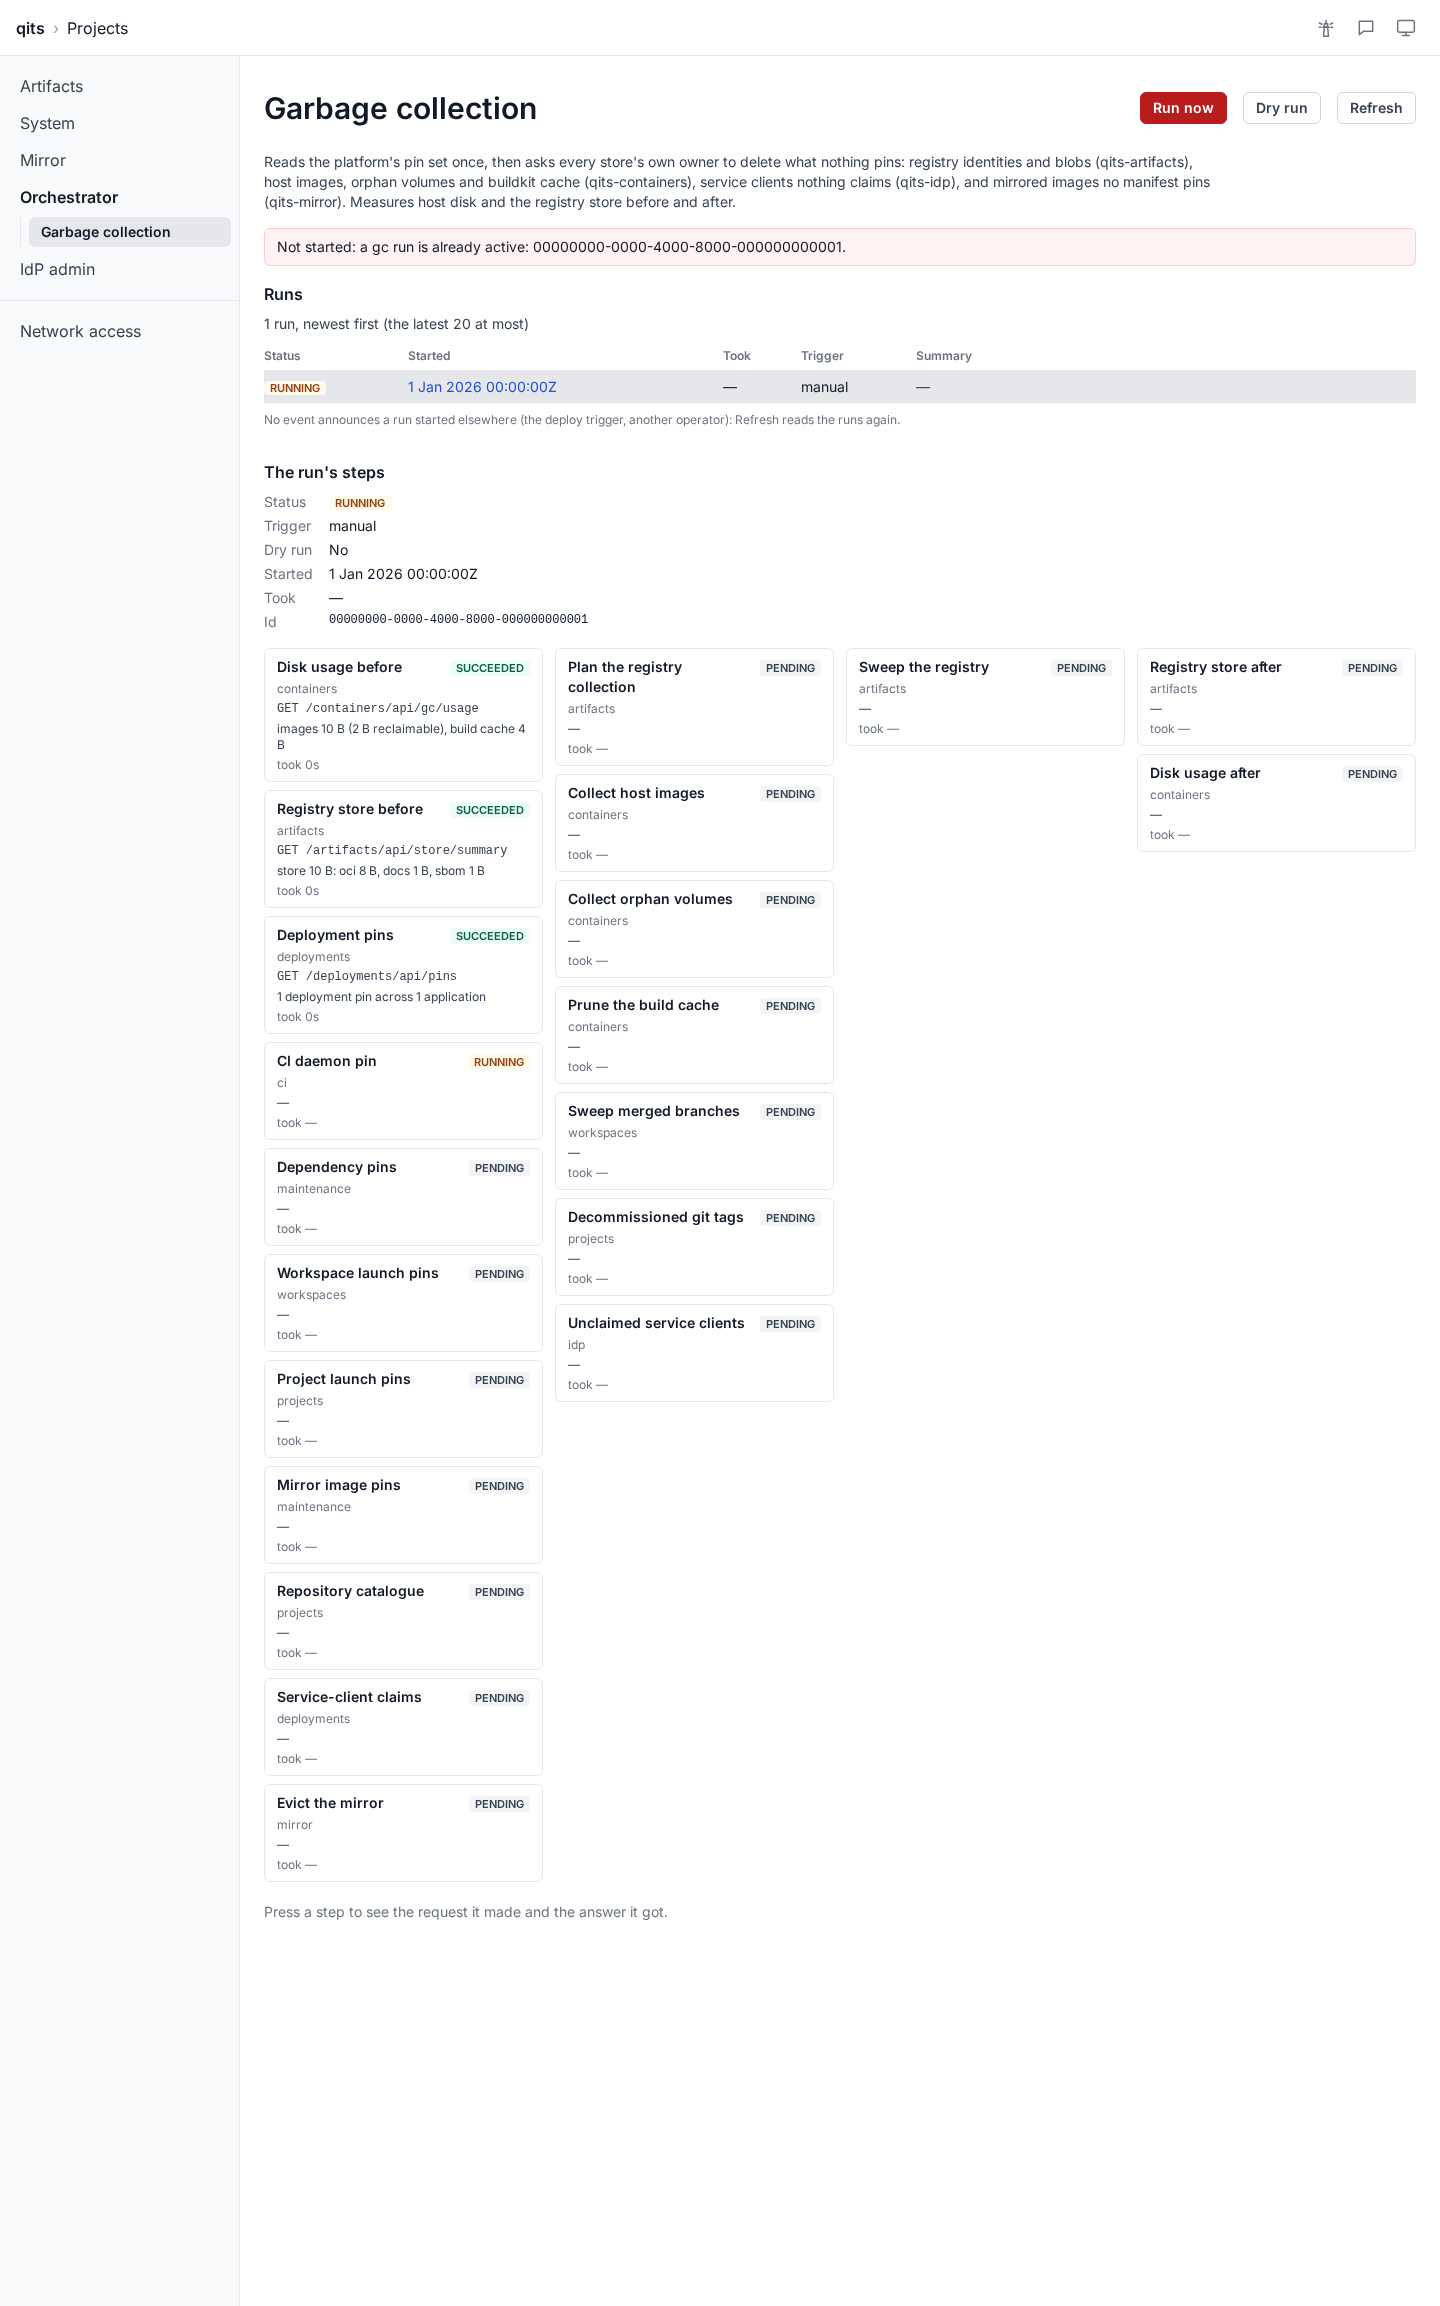 qits › Projects
Artifacts
System
Mirror
Orchestrator
Garbage collection
IdP admin
Network access
Garbage collection
Run now
Dry run
Refresh
Reads the platform's pin set once, then asks every store's own owner to delete what nothing pins: registry identities and blobs (qits-artifacts),
host images, orphan volumes and buildkit cache (qits-containers), service clients nothing claims (qits-idp), and mirrored images no manifest pins
(qits-mirror). Measures host disk and the registry store before and after.
Not started: a gc run is already active: 00000000-0000-4000-8000-000000000001.
Runs
1 run, newest first (the latest 20 at most)
Status Started Took Trigger Summary
RUNNING 1 Jan 2026 00:00:00Z — manual —
No event announces a run started elsewhere (the deploy trigger, another operator): Refresh reads the runs again.
The run's steps
Status RUNNING
Trigger manual
Dry run No
Started 1 Jan 2026 00:00:00Z
Took —
Id 00000000-0000-4000-8000-000000000001
Disk usage before SUCCEEDED
containers
GET /containers/api/gc/usage
images 10 B (2 B reclaimable), build cache 4
B
took 0s
Registry store before SUCCEEDED
artifacts
GET /artifacts/api/store/summary
store 10 B: oci 8 B, docs 1 B, sbom 1 B
took 0s
Deployment pins SUCCEEDED
deployments
GET /deployments/api/pins
1 deployment pin across 1 application
took 0s
CI daemon pin RUNNING
ci
—
took —
Dependency pins PENDING
maintenance
—
took —
Workspace launch pins PENDING
workspaces
—
took —
Project launch pins PENDING
projects
—
took —
Mirror image pins PENDING
maintenance
—
took —
Repository catalogue PENDING
projects
—
took —
Service-client claims PENDING
deployments
—
took —
Evict the mirror PENDING
mirror
—
took —
Plan the registry PENDING
collection
artifacts
—
took —
Collect host images PENDING
containers
—
took —
Collect orphan volumes PENDING
containers
—
took —
Prune the build cache PENDING
containers
—
took —
Sweep merged branches PENDING
workspaces
—
took —
Decommissioned git tags PENDING
projects
—
took —
Unclaimed service clients PENDING
idp
—
took —
Sweep the registry PENDING
artifacts
—
took —
Registry store after PENDING
artifacts
—
took —
Disk usage after PENDING
containers
—
took —
Press a step to see the request it made and the answer it got.